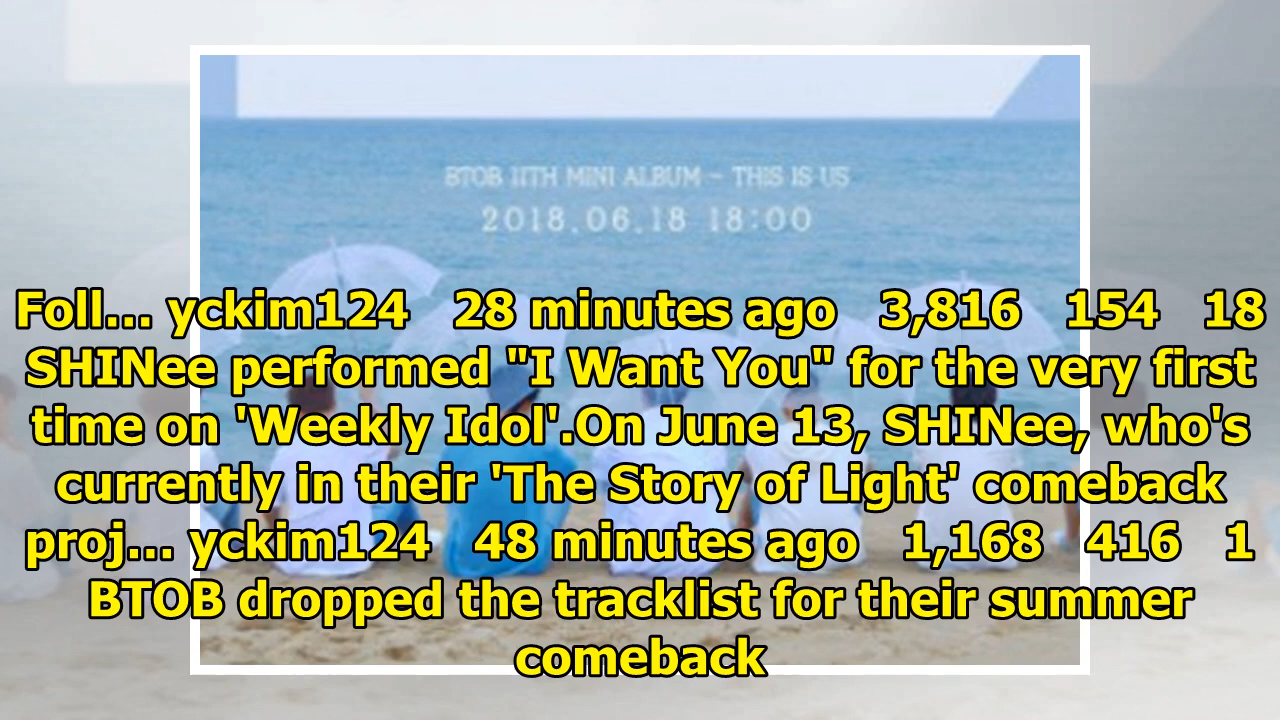 BTOB 11TH MINI ALBUM - THIS IS US
2018.06.18 18:00
Foll... yckim124 28 minutes ago 3,816 154 18
SHINee performed "I Want You" for the very first
time on 'Weekly Idol'.On June 13, SHINee, who's
currently in their 'The Story of Light' comeback
proj... yckim124 48 minutes ago 1,168 416 1
BTOB dropped the tracklist for their summer
comeback